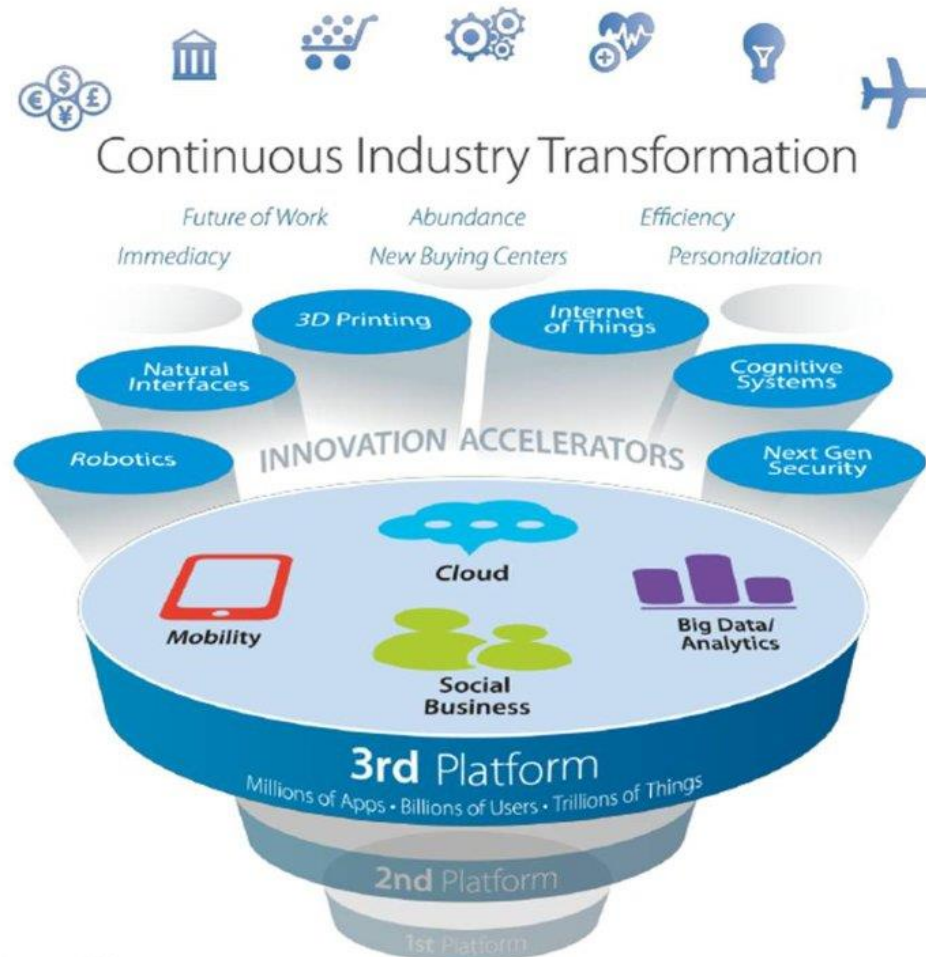 € $ ¥ £
Continuous Industry Transformation
Future of Work Abundance Efficiency
Immediacy New Buying Centers Personalization
3D Printing
Internet
of Things
Natural
Interfaces
Cognitive
Systems
Robotics
INNOVATION ACCELERATORS
Next Gen
Security
Cloud
Mobility
Big Data/
Analytics
Social
Business
3rd Platform
Millions of Apps • Billions of Users • Trillions of Things
2nd Platform
1st Platform